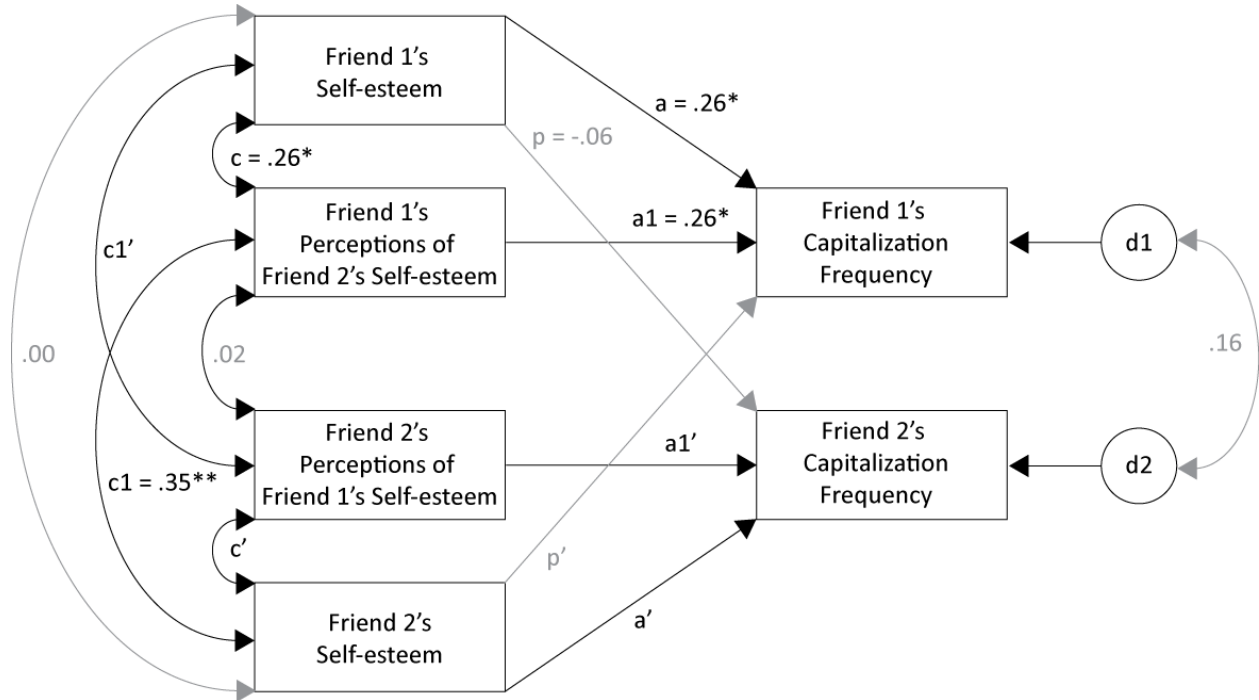 Friend 1’s
Self-esteem
a = .26*
p = -.06
c = .26*
Friend 1’s
Perceptions of
Friend 2’s Self-esteem
a1 = .26*
Friend 1’s
Capitalization
Frequency
d1
c1’
.00
.02
.16
Friend 2’s
Perceptions of
Friend 1’s Self-esteem
a1’
Friend 2’s
Capitalization
Frequency
d2
c1 = .35**
c’
p’
a’
Friend 2’s
Self-esteem